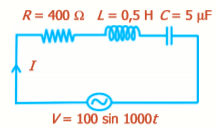 R = 400 Ω L = 0,5 H C = 5 μF
I
V = 100 sin 1000t